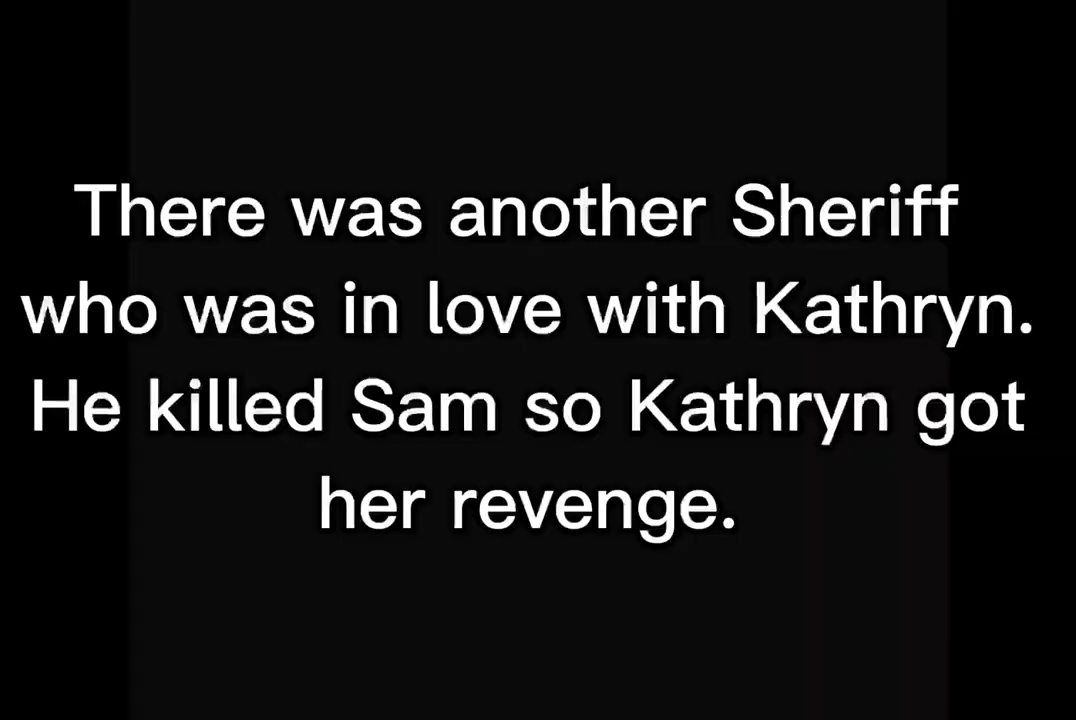 There was another Sheriff
who was in love with Kathryn.
He killed Sam so Kathryn got
her revenge.